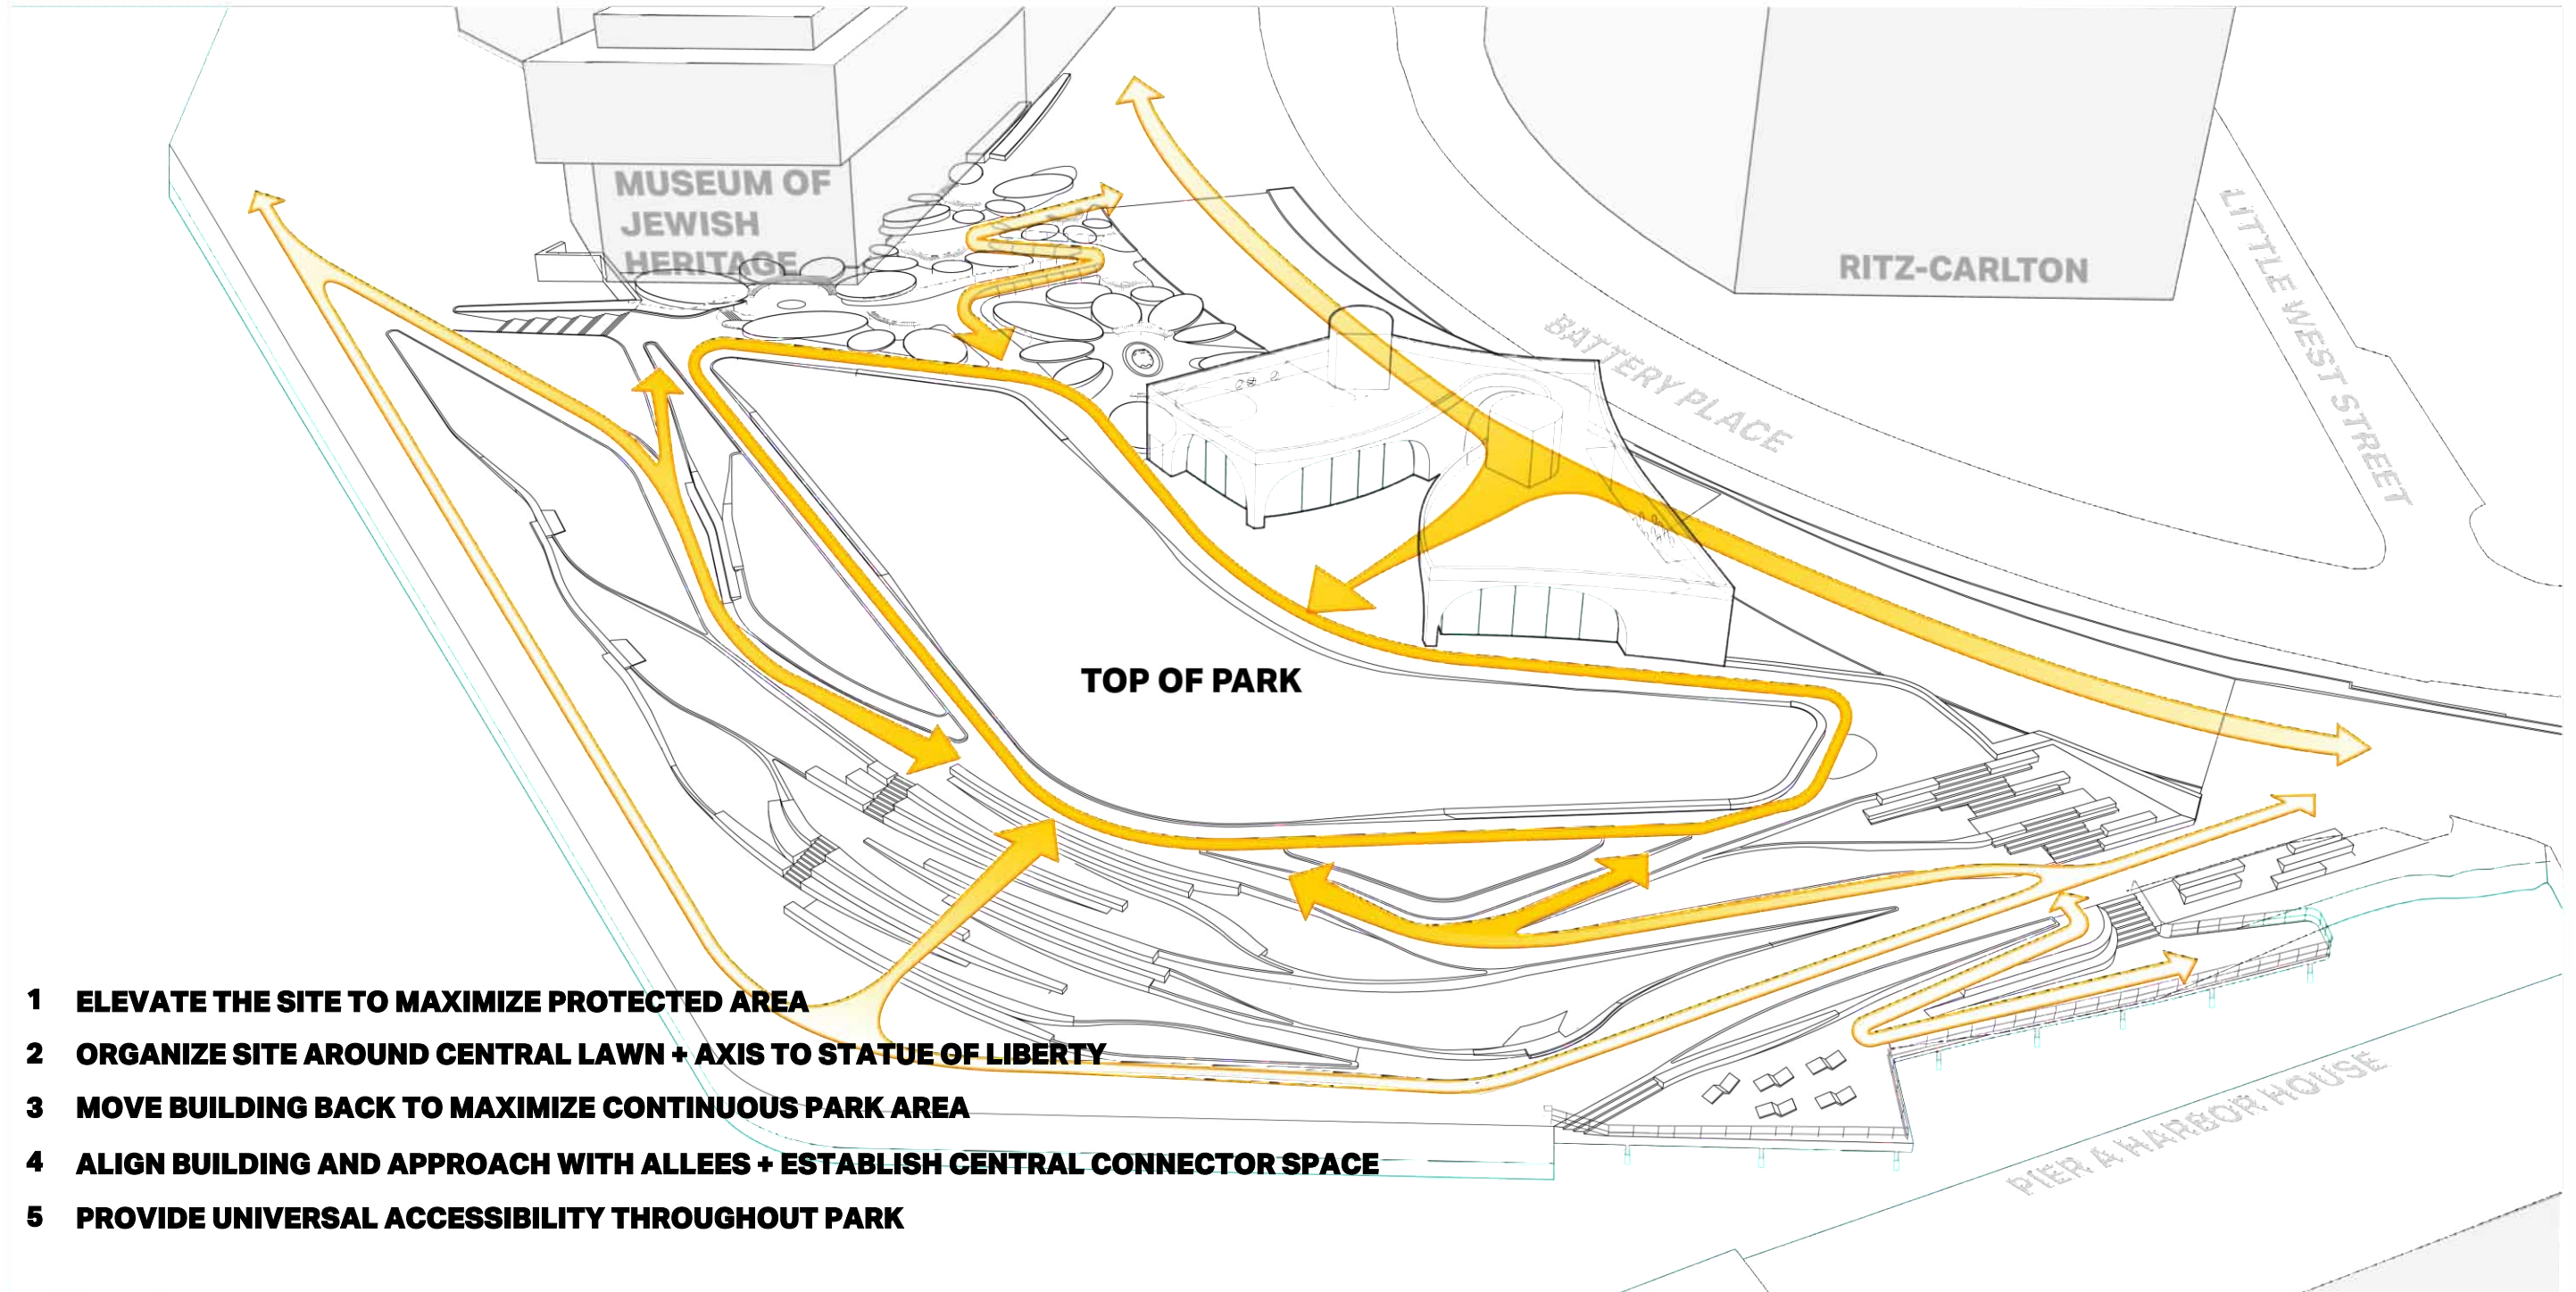 MUSEUM OF
JEWISH
HERITAGE
RITZ-CARLTON
LITTLE WEST STREET
BATTERY PLACE
TOP OF PARK
1 ELEVATE THE SITE TO MAXIMIZE PROTECTED AREA
2 ORGANIZE SITE AROUND CENTRAL LAWN + AXIS TO STATUE OF LIBERTY
3 MOVE BUILDING BACK TO MAXIMIZE CONTINUOUS PARK AREA
4 ALIGN BUILDING AND APPROACH WITH ALLEES + ESTABLISH CENTRAL CONNECTOR SPACE
5 PROVIDE UNIVERSAL ACCESSIBILITY THROUGHOUT PARK
PIER A HARBOR HOUSE